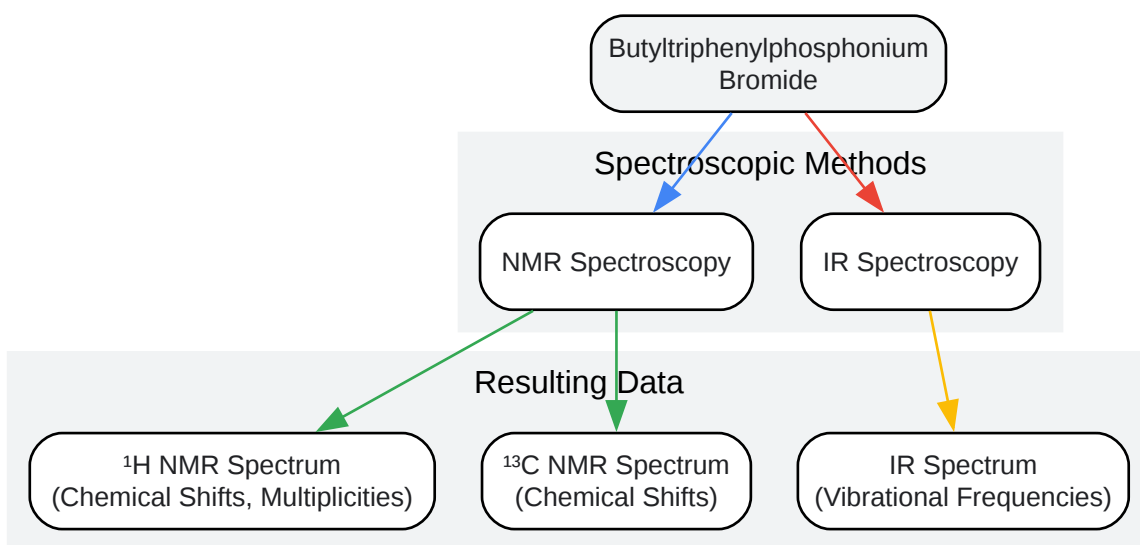 Butyltriphenylphosphonium
Bromide
Spectroscopic Methods
NMR Spectroscopy
IR Spectroscopy
Resulting Data
¹H NMR Spectrum
(Chemical Shifts, Multiplicities)
¹³C NMR Spectrum
(Chemical Shifts)
IR Spectrum
(Vibrational Frequencies)